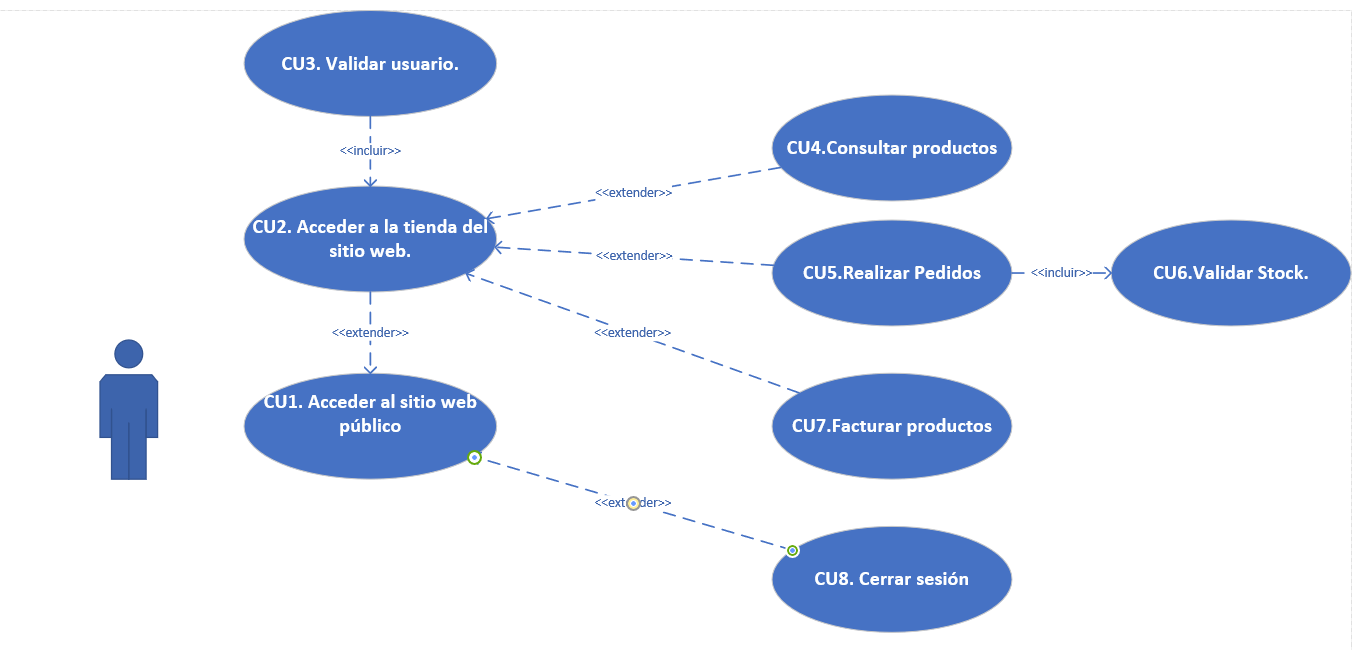 CU3. Validar usuario.
<<incluir>>
CU4.Consultar productos
<<extender>>
CU2. Acceder a la tienda del
sitio web.
<<extender>>
CU5.Realizar Pedidos
<<incluir>>
CU6.Validar Stock.
<<extender>>
<<extender>>
CU1. Acceder al sitio web
público
CU7.Facturar productos
<<extender>>
CU8. Cerrar sesión